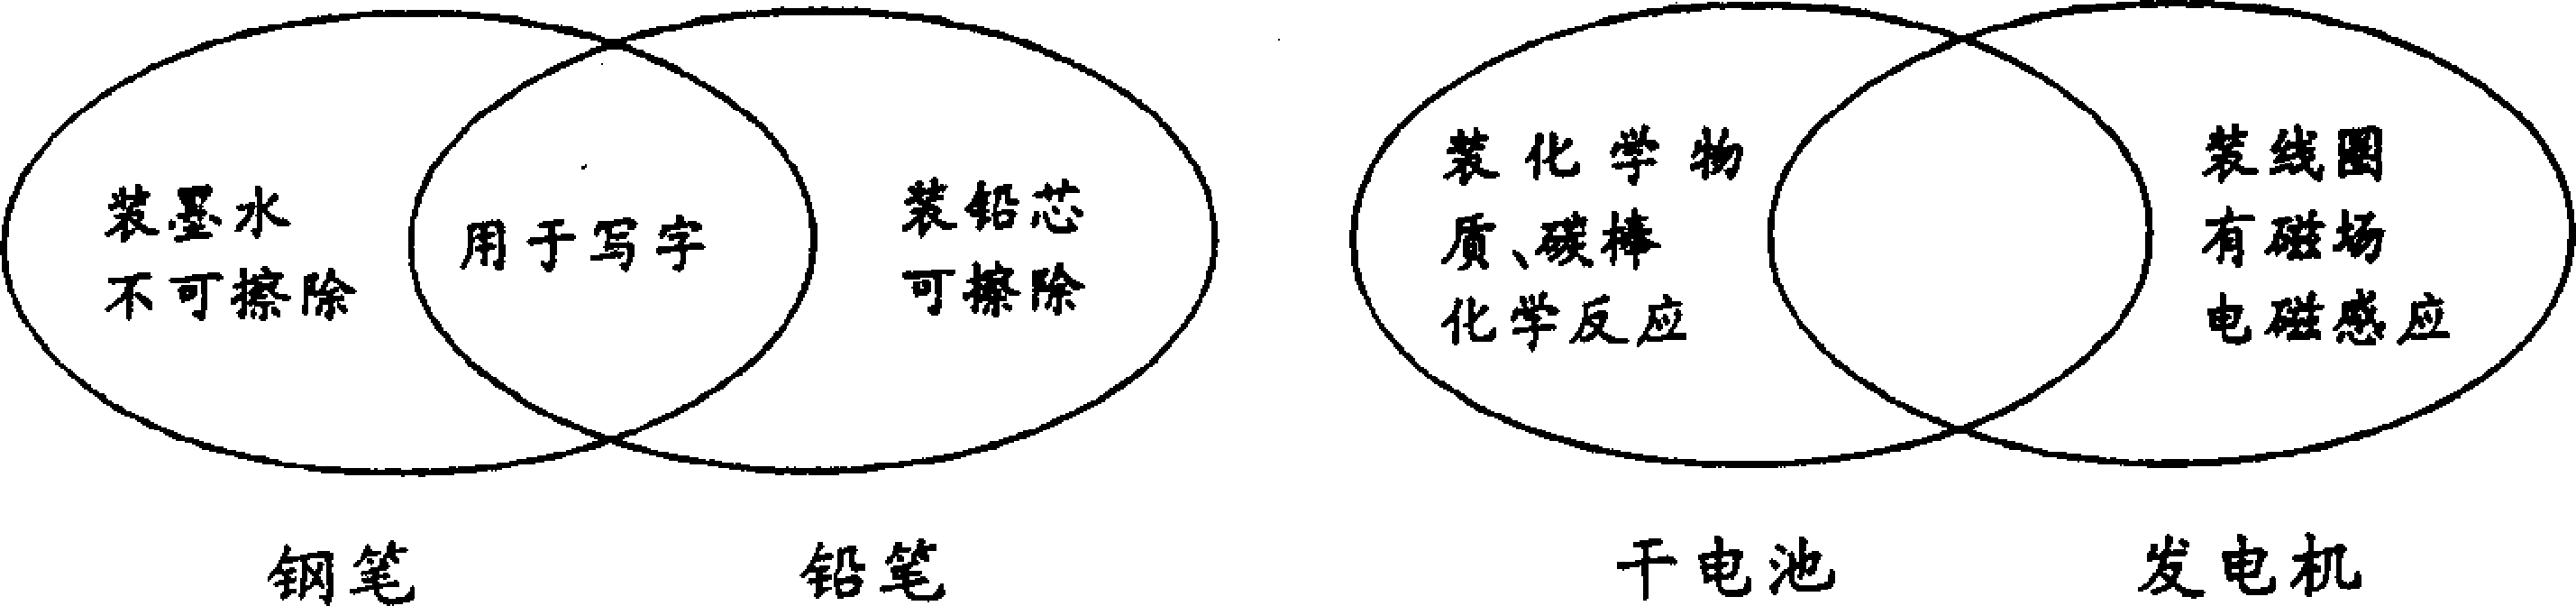 装墨水
不可擦除
用于写字
装铅芯
可擦除
钢笔
铅笔
装化学物
质、碳棒
化学反应
装线圈
有磁场
电磁感应
干电池
发电机